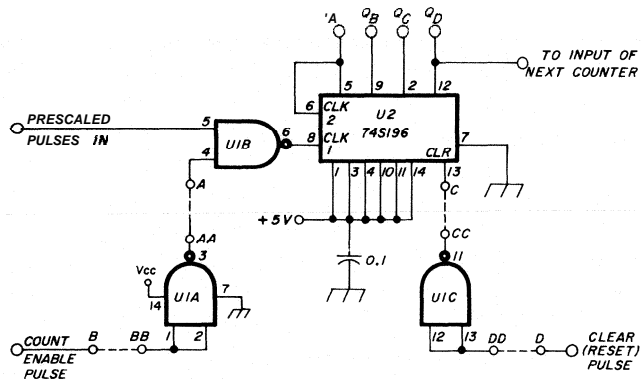 'A QB QC QD
TO INPUT OF
NEXT COUNTER
5 9 2 12
6 CLK
2
U2
74S196
PRESCALED
PULSES IN
5
4
U1B
6
8 CLK
1
CLR
7
1 3 4 10 11 14 13
A
C
+5V
0.1
AA
CC
3
11
Vcc
14
U1A
7
U1C
1 2
12 13
COUNT
ENABLE
PULSE
B BB
DD D
CLEAR
(RESET)
PULSE